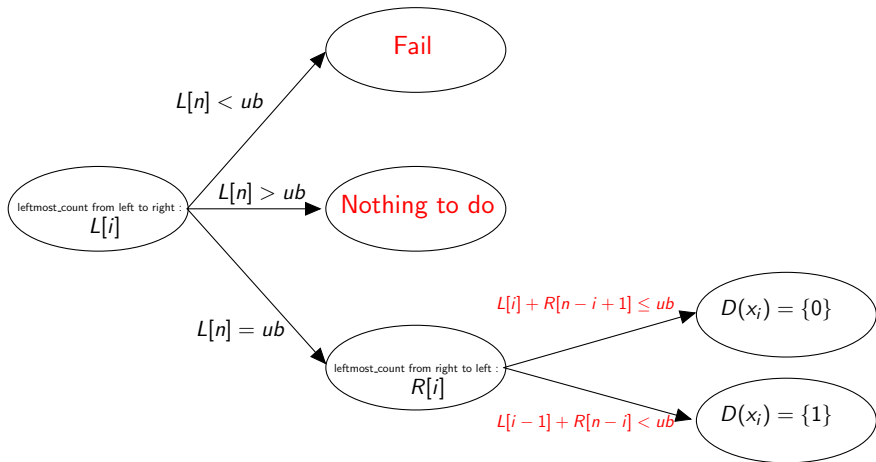 Fail
L[n] < ub
L[n] > ub
Nothing to do
leftmost_count from left to right :
L[i]
L[n] = ub
L[i] + R[n − i + 1] ≤ ub
D(x_i) = {0}
leftmost_count from right to left :
R[i]
L[i − 1] + R[n − i] < ub
D(x_i) = {1}